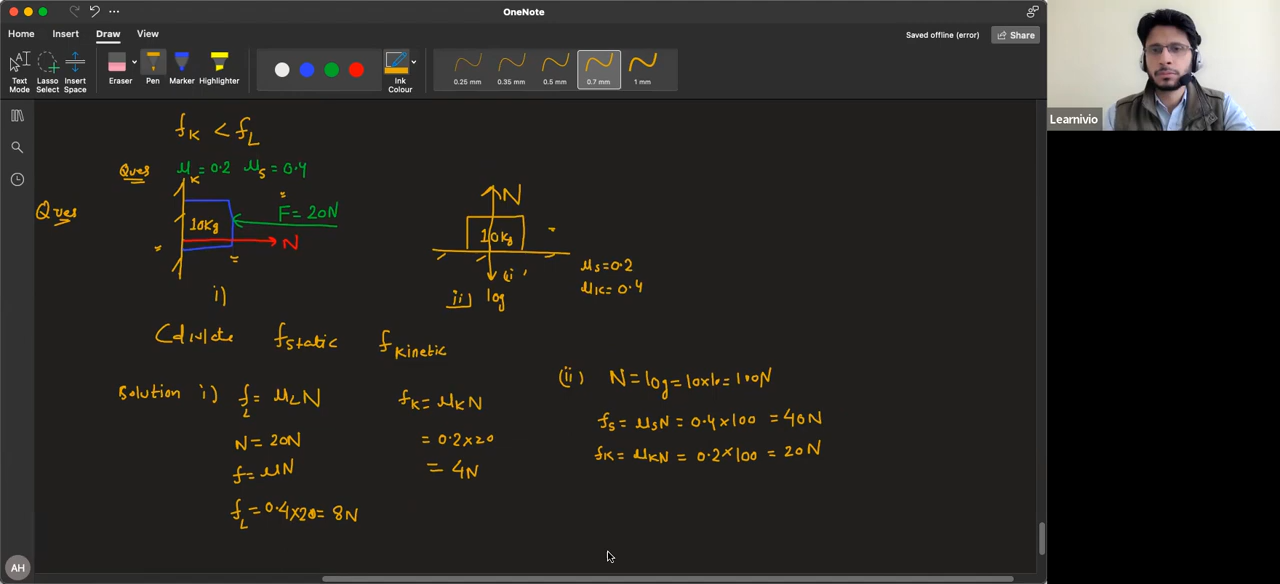 OneNote
Home Insert Draw View
Saved offline (error) Share
Text Mode Lasso Select Insert Space Eraser Pen Marker Highlighter Ink Colour 0.25 mm 0.35 mm 0.5 mm 0.7 mm 1 mm
Learnivio
fK < fL
Ques μK = 0.2 μS = 0.4
Ques
10Kg F = 20N
N
i)
N
10Kg
μS = 0.2
μK = 0.4
ii) 10g
Calculate fstatic fkinetic
Solution i) fL = μLN
N = 20N
f = μN
fL = 0.4×20 = 8N
fK = μKN
= 0.2×20
= 4N
(ii) N = 10g = 10×10 = 100N
fS = μSN = 0.4×100 = 40N
fK = μKN = 0.2×100 = 20N
AH